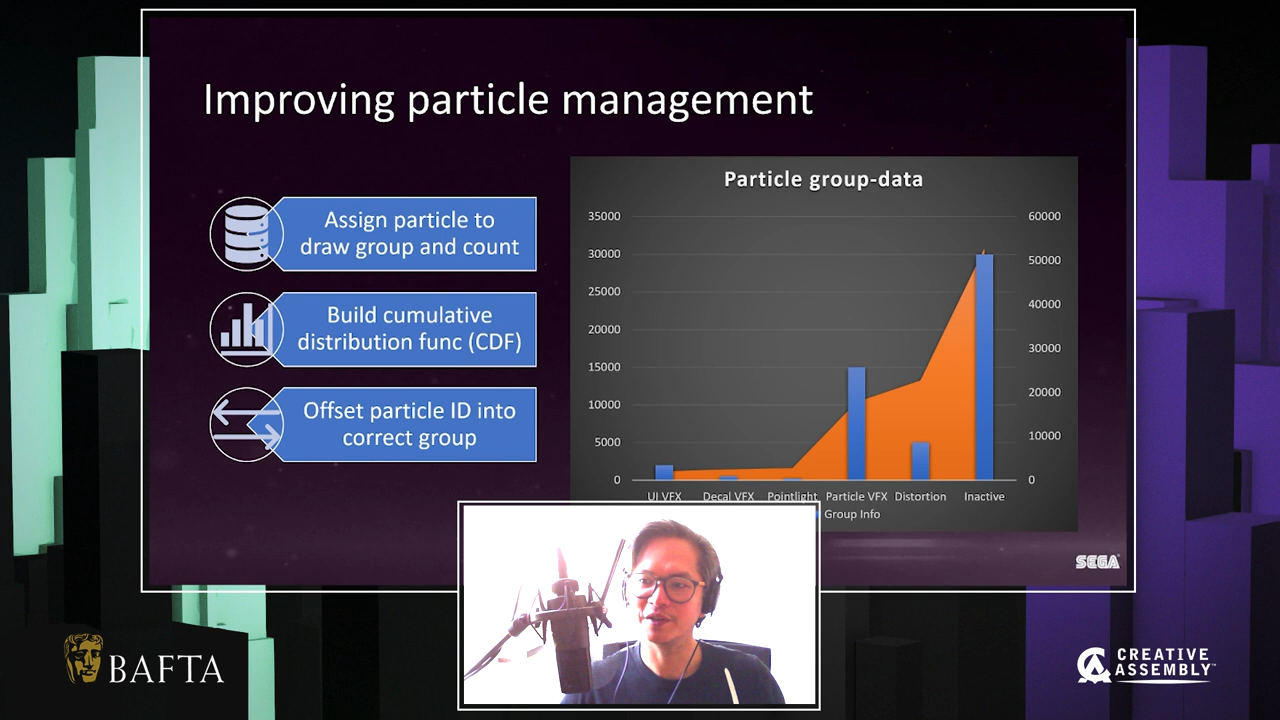 Improving particle management
Assign particle to
draw group and count
Build cumulative
distribution func (CDF)
Offset particle ID into
correct group
Particle group-data
35000
30000
25000
20000
15000
10000
5000
0
60000
50000
40000
30000
20000
10000
0
UI VFX
Decal VFX
Pointlight
Particle VFX
Distortion
Inactive
Group Info
SEGA
BAFTA
CREATIVE
ASSEMBLY